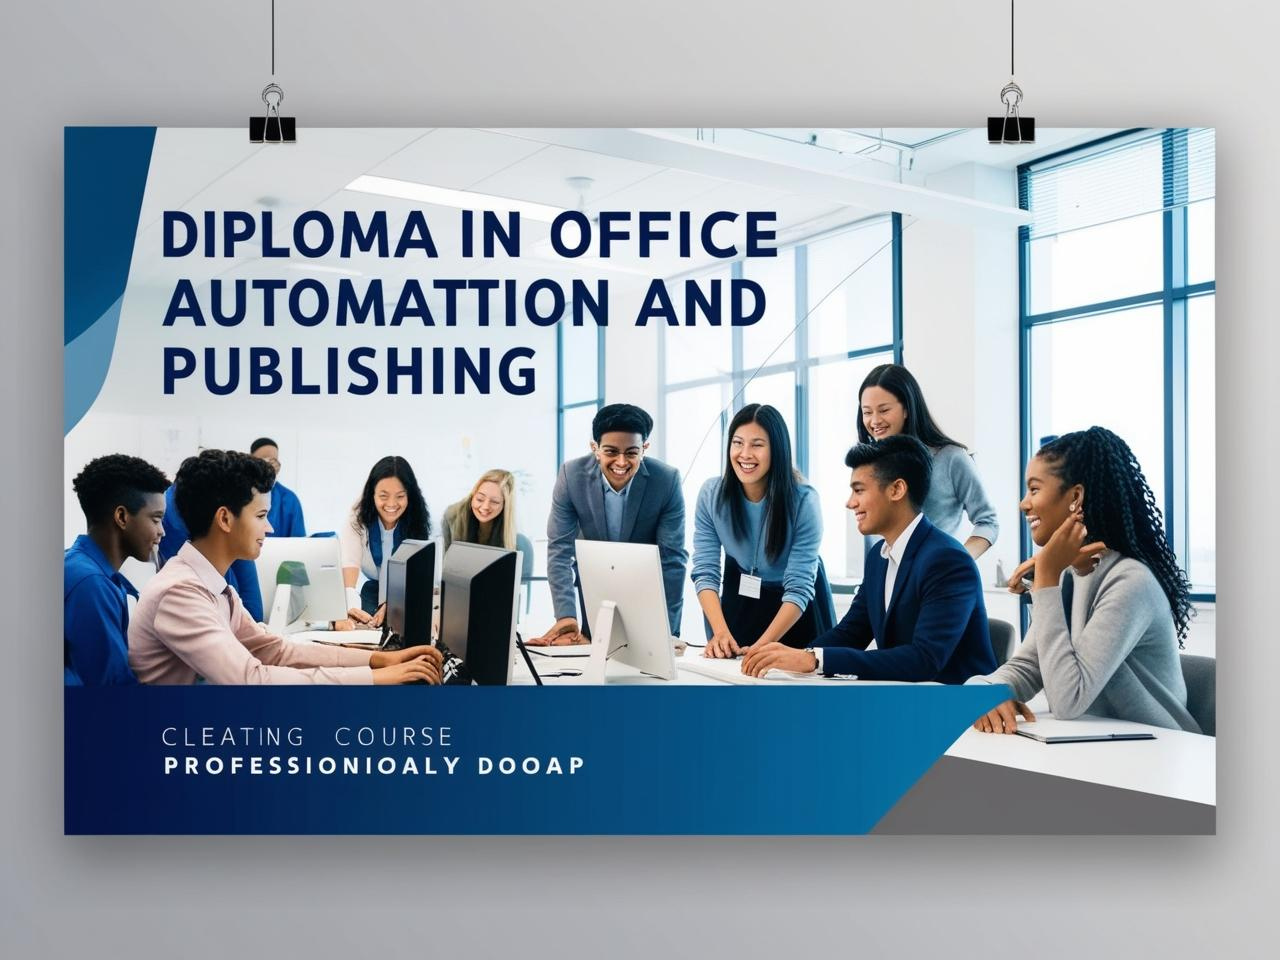 DIPLOMA IN OFFICE
AUTOMATTION AND
PUBLISHING
CLEATING COURSE
PROFESSIONIOALY DOOAP